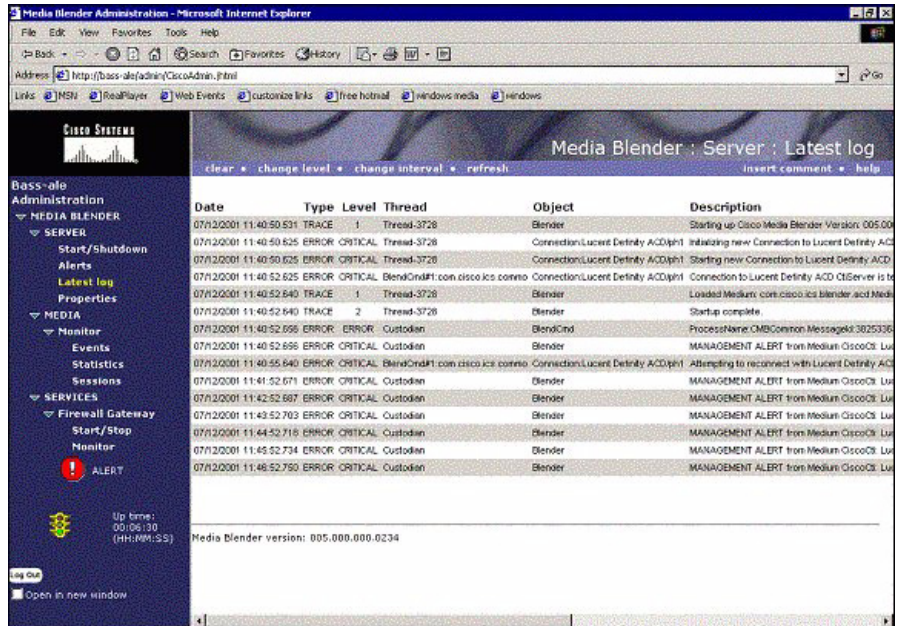 Media Blender Administration - Microsoft Internet Explorer
File Edit View Favorites Tools Help
Back Search Favorites History
Address http://bass-ale/admin/CiscoAdmin.jhtml Go
Links MSN RealPlayer Web Events customize links free hotmail windows media windows
CISCO SYSTEMS
Media Blender : Server : Latest log
clear • change level • change interval • refresh insert comment • help
Bass-ale
Administration
MEDIA BLENDER
SERVER
Start/Shutdown
Alerts
Latest log
Properties
MEDIA
Monitor
Events
Statistics
Sessions
SERVICES
Firewall Gateway
Start/Stop
Monitor
ALERT
Up time:
00:06:30
(HH:MM:SS)
Log Out
Open in new window
Date Type Level Thread Object Description
07/12/2001 11:40:50.531 TRACE 1 Thread-3728 Blender Starting up Cisco Media Blender Version: 005.00
07/12/2001 11:40:50.625 ERROR CRITICAL Thread-3728 Connection:Lucent Definity ACD/ph1 Initializing new Connection to Lucent Definity ACD
07/12/2001 11:40:50.625 ERROR CRITICAL Thread-3728 Connection:Lucent Definity ACD/ph1 Starting new Connection to Lucent Definity ACD
07/12/2001 11:40:52.625 ERROR CRITICAL BlendCmd#1:com.cisco.ics.commo Connection:Lucent Definity ACD/ph1 Connection to Lucent Definity ACD CtiServer is
07/12/2001 11:40:52.640 TRACE 1 Thread-3728 Blender Loaded Medium: com.cisco.ics.blender.acd
07/12/2001 11:40:52.640 TRACE 2 Thread-3728 Blender Startup complete.
07/12/2001 11:40:52.656 ERROR ERROR Custodian BlendCmd ProcessName:CMBCommon MessageId:3825336
07/12/2001 11:40:52.656 ERROR CRITICAL Custodian Blender MANAGEMENT ALERT from Medium CiscoCti: Luc
07/12/2001 11:40:55.640 ERROR CRITICAL BlendCmd#1:com.cisco.ics.commo Connection:Lucent Definity ACD/ph1 Attempting to reconnect with Lucent Definity ACD
07/12/2001 11:41:52.671 ERROR CRITICAL Custodian Blender MANAGEMENT ALERT from Medium CiscoCti: Luc
07/12/2001 11:42:52.687 ERROR CRITICAL Custodian Blender MANAGEMENT ALERT from Medium CiscoCti: Luc
07/12/2001 11:43:52.703 ERROR CRITICAL Custodian Blender MANAGEMENT ALERT from Medium CiscoCti: Luc
07/12/2001 11:44:52.718 ERROR CRITICAL Custodian Blender MANAGEMENT ALERT from Medium CiscoCti: Luc
07/12/2001 11:45:52.734 ERROR CRITICAL Custodian Blender MANAGEMENT ALERT from Medium CiscoCti: Luc
07/12/2001 11:46:52.750 ERROR CRITICAL Custodian Blender MANAGEMENT ALERT from Medium CiscoCti: Luc
Media Blender version: 005.000.000.0234